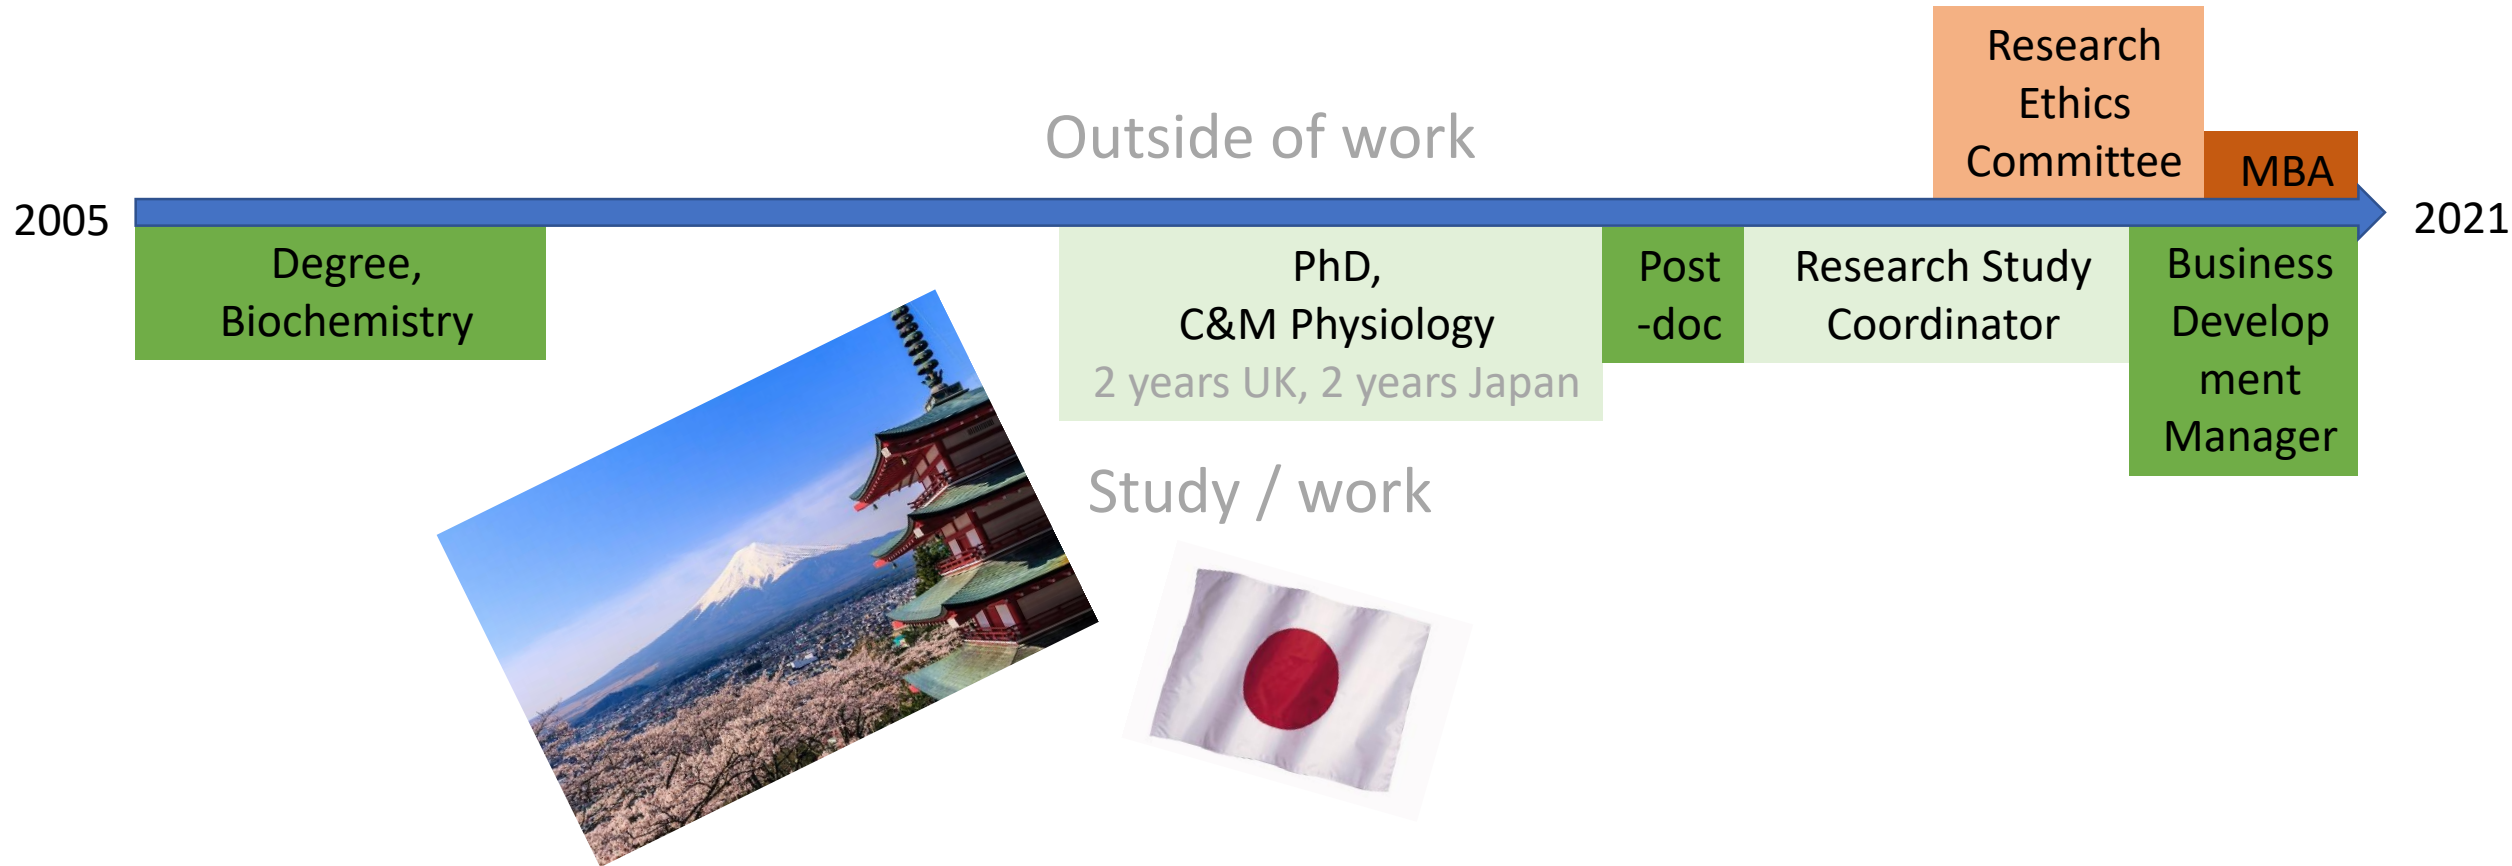 Outside of work
Research
Ethics
Committee
MBA
2005
2021
Degree,
Biochemistry
PhD,
C&M Physiology
2 years UK, 2 years Japan
Post
-doc
Research Study
Coordinator
Business
Develop
ment
Manager
Study / work